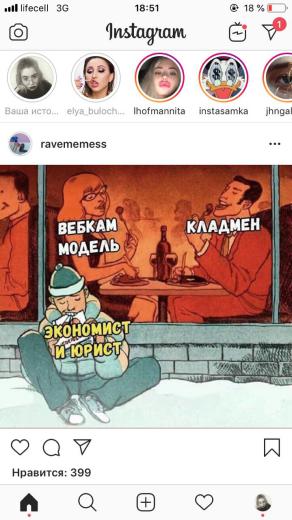 lifecell 3G 18:51 18 %
Instagram
1
Ваша исто... elya_buloch... lhofmannita instasamka jhngal
ravememess
ВЕБКАМ
МОДЕЛЬ
КЛАДМЕН
ЭКОНОМИСТ
И ЮРИСТ
Нравится: 399